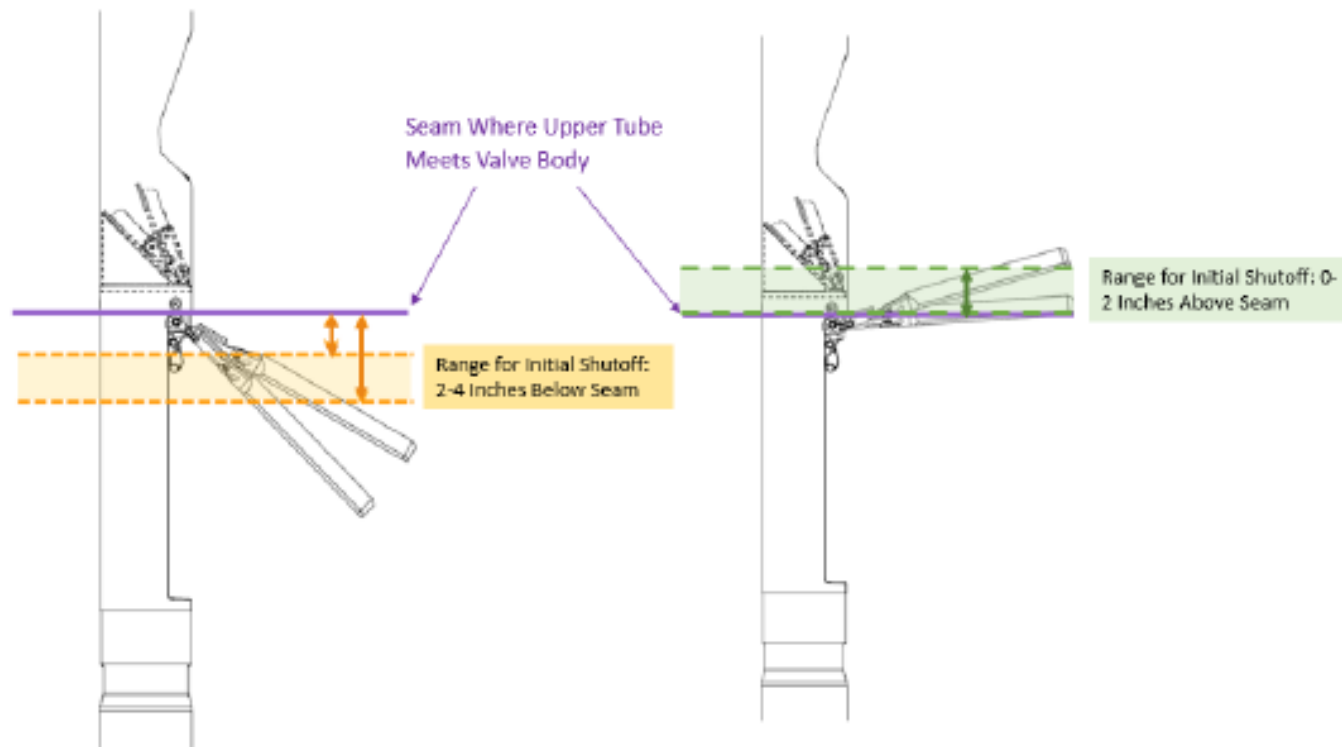 Seam Where Upper Tube
Meets Valve Body
Range for Initial Shutoff:
2-4 Inches Below Seam
Range for Initial Shutoff: 0-
2 Inches Above Seam